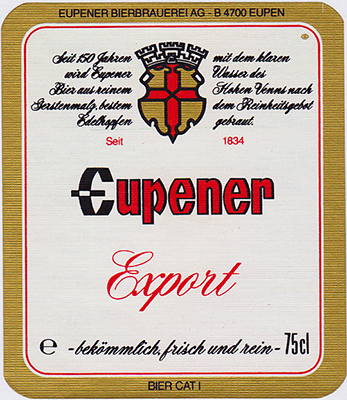 EUPENER BIERBRAUEREI AG - B 4700 EUPEN
Seit 150 Jahren
wird Eupener
Bier aus reinem
Gerstenmalz, bestem
Edelhopfen
mit dem klaren
Wasser des
Hohen Venns nach
dem Reinheitsgebot
gebraut.
Seit 1834
Eupener
Export
e -bekömmlich, frisch und rein- 75cl
BIER CAT I